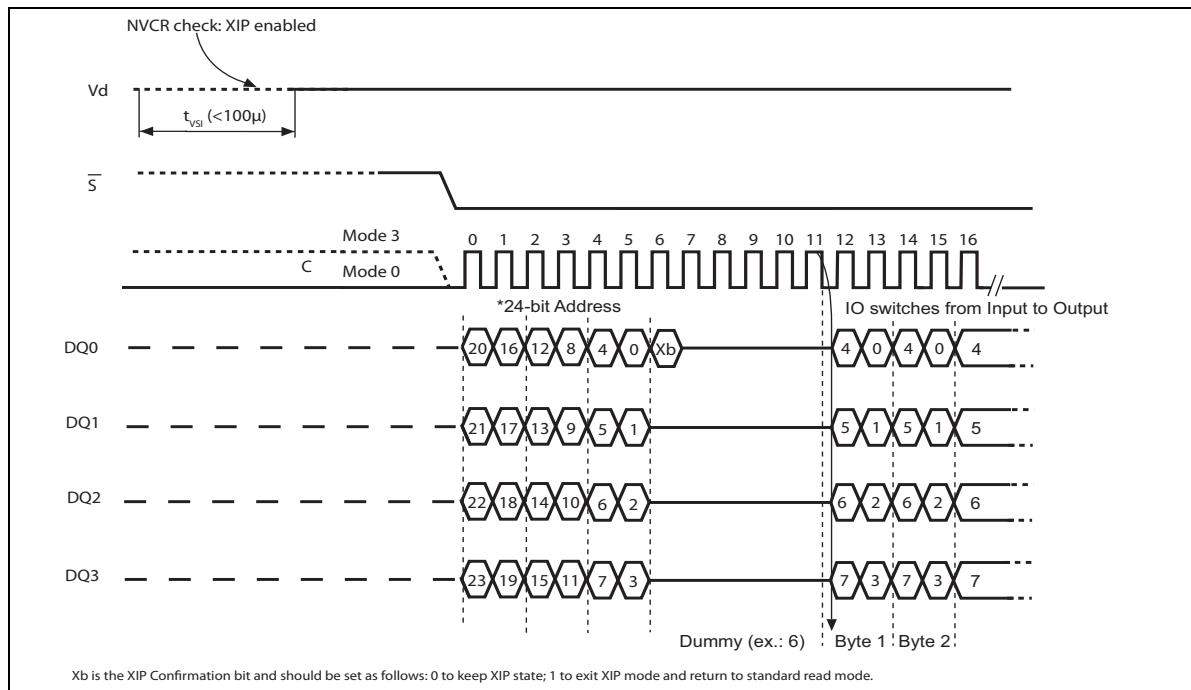 NVCR check: XIP enabled
Vd
tVSI (<100µ)
S
Mode 3
C
Mode 0
0 1 2 3 4 5 6 7 8 9 10 11 12 13 14 15 16
*24-bit Address
IO switches from Input to Output
DQ0 20 16 12 8 4 0 Xb 4 0 4 0 4
DQ1 21 17 13 9 5 1 5 1 5 1 5
DQ2 22 18 14 10 6 2 6 2 6 2 6
DQ3 23 19 15 11 7 3 7 3 7 3 7
Dummy (ex.: 6) Byte 1 Byte 2
Xb is the XIP Confirmation bit and should be set as follows: 0 to keep XIP state; 1 to exit XIP mode and return to standard read mode.